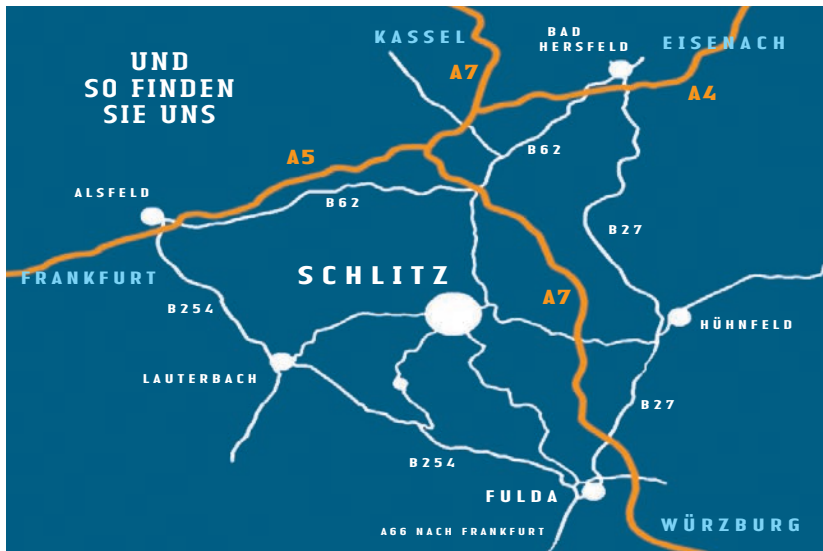 UND
SO FINDEN
SIE UNS
KASSEL
BAD
HERSFELD
EISENACH
A7
A4
A5
B62
ALSFELD
B62
B27
FRANKFURT
SCHLITZ
A7
B254
HÜHNFELD
LAUTERBACH
B27
B254
FULDA
A66 NACH FRANKFURT
WÜRZBURG